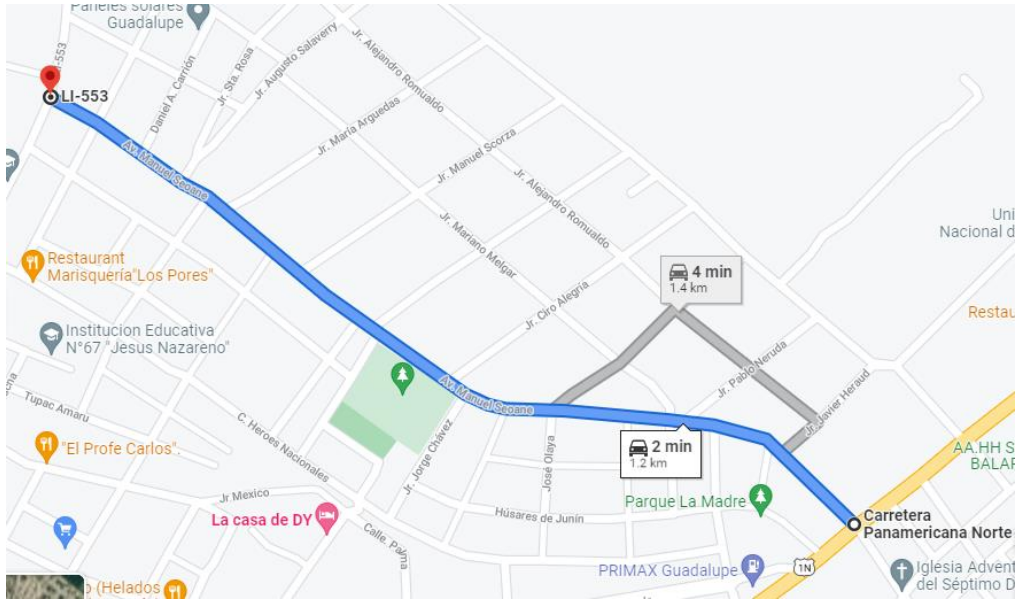 Paneles solares
Guadalupe
LI-553
Daniel A. Carrión
Jr. Sta. Rosa
Jr. Augusto Salaverry
Jr. Alejandro Romualdo
Jr. María Arguedas
Jr. Manuel Scorza
Av. Manuel Seoane
Jr. Alejandro Romualdo
Jr. Mariano Melgar
Uni
Nacional d
Restaurant
Marisquería"Los Pores"
4 min
1.4 km
Restau
Jr. Ciro Alegría
Institucion Educativa
N°67 "Jesus Nazareno"
Jr. Pablo Neruda
Jr. Javier Heraud
Av. Manuel Seoane
Tupac Amaru
C. Heroes Nacionales
Jr. Jorge Chávez
José Olaya
2 min
1.2 km
"El Profe Carlos".
AA.HH S
BALAR
Jr Mexico
La casa de DY
Calle. Palma
Húsares de Junín
Parque La Madre
Carretera
Panamericana Norte
PRIMAX Guadalupe
1N
Iglesia Advent
del Séptimo D
(Helados